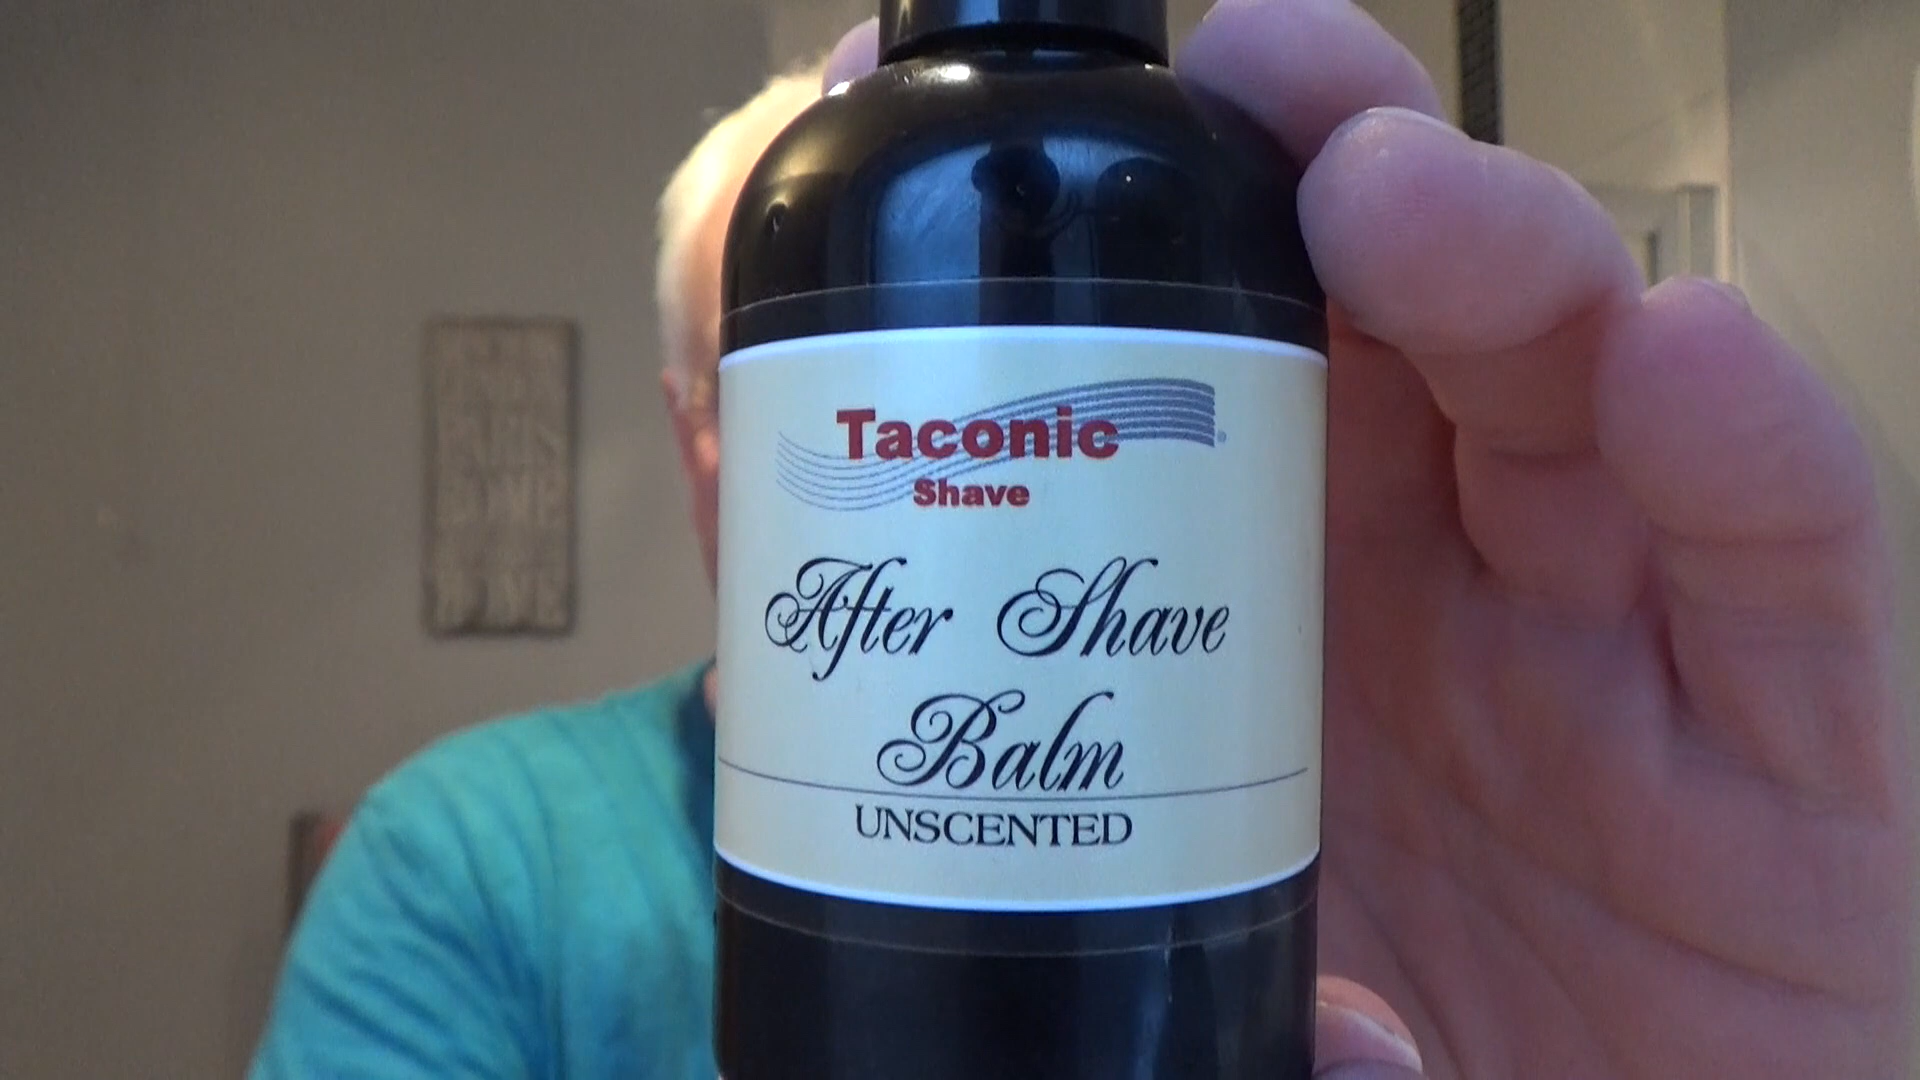 Taconic
Shave
After Shave
Balm
UNSCENTED